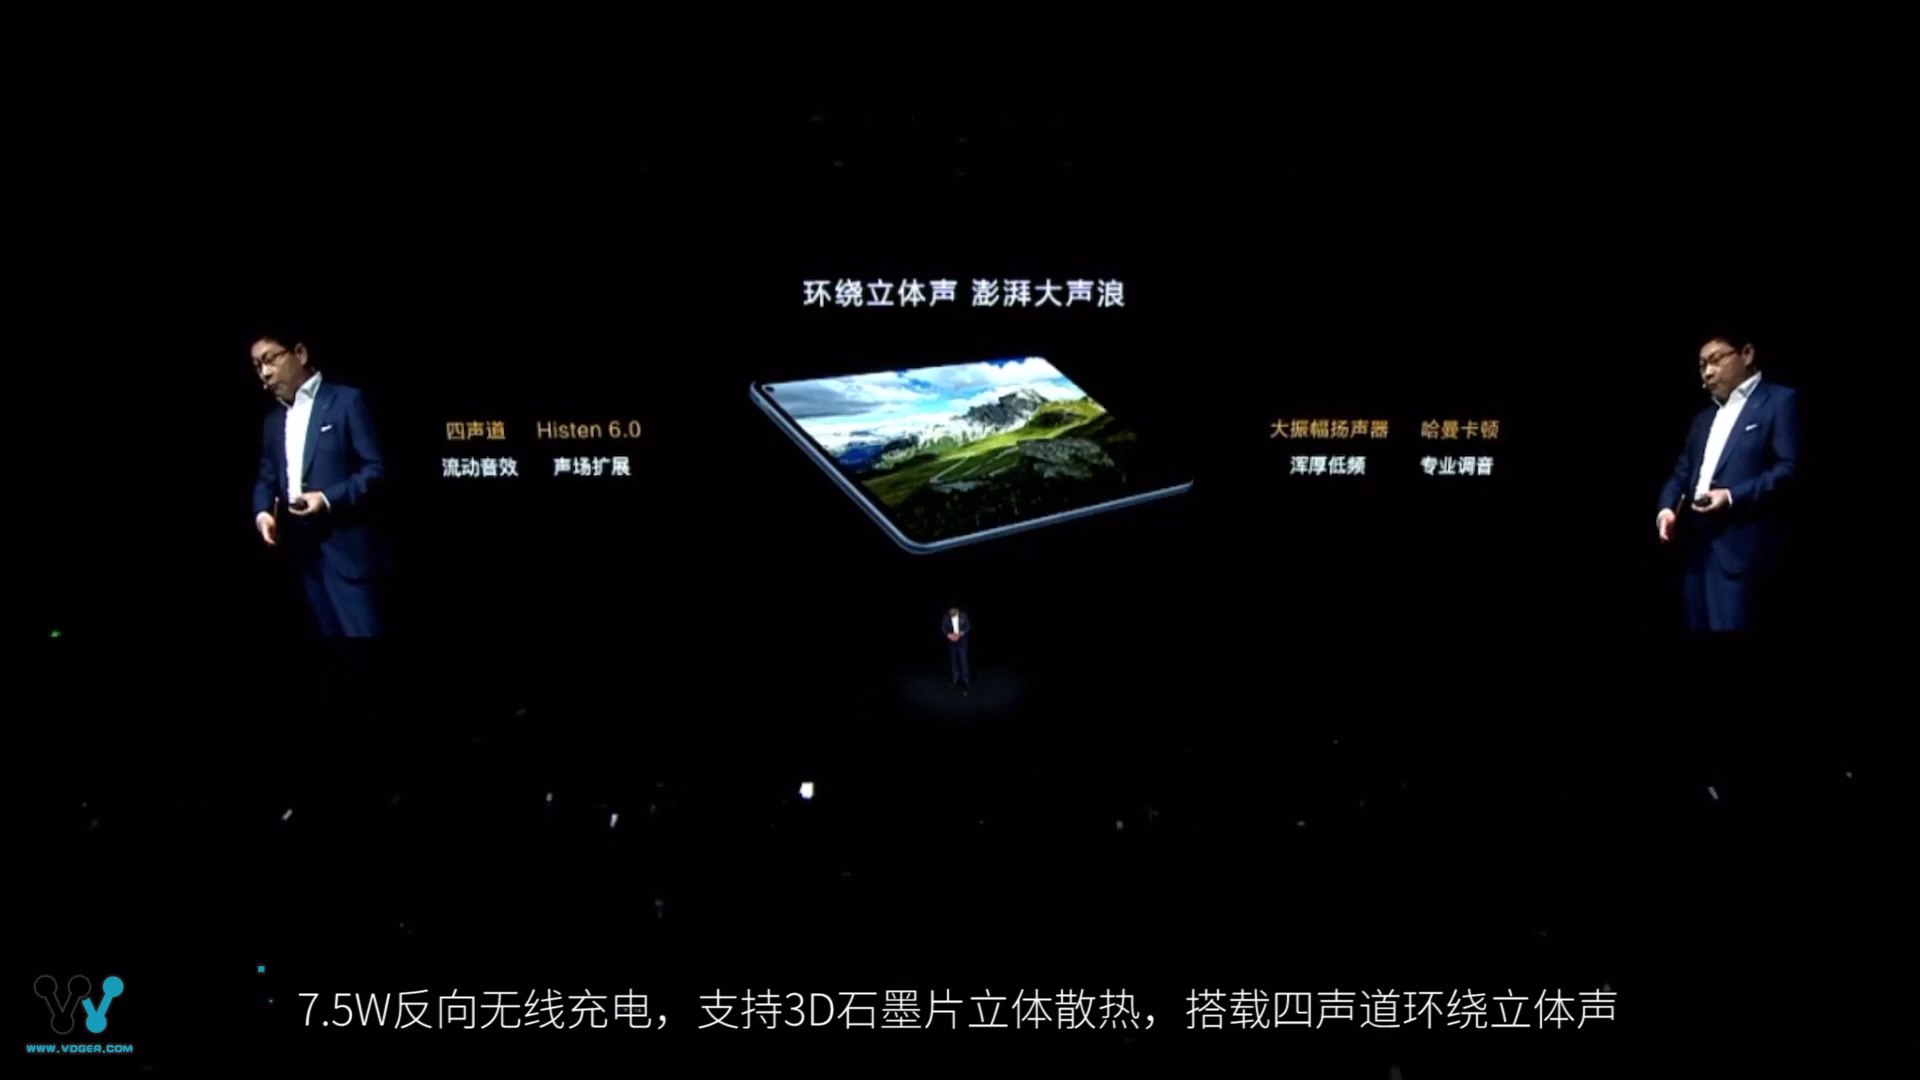 环绕立体声 澎湃大声浪
四声道 Histen 6.0
流动音效 声场扩展
大振幅扬声器 哈曼卡顿
浑厚低频 专业调音
7.5W反向无线充电，支持3D石墨片立体散热，搭载四声道环绕立体声
WWW.VDGER.COM